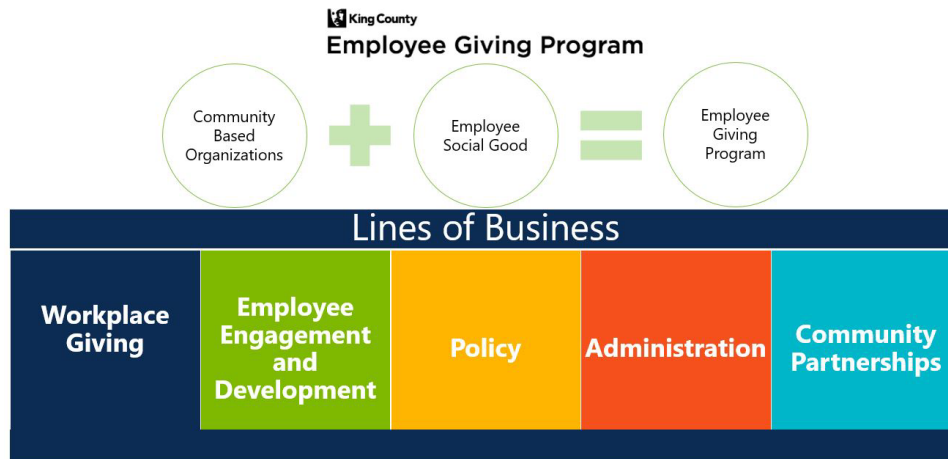 King County
Employee Giving Program
Community
Based
Organizations
Employee
Social Good
Employee
Giving
Program
Lines of Business
Workplace
Giving
Employee
Engagement
and
Development
Policy
Administration
Community
Partnerships